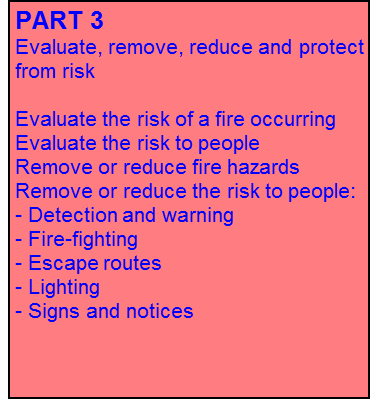 PART 3
Evaluate, remove, reduce and protect
from risk
Evaluate the risk of a fire occurring
Evaluate the risk to people
Remove or reduce fire hazards
Remove or reduce the risk to people:
- Detection and warning
- Fire-fighting
- Escape routes
- Lighting
- Signs and notices